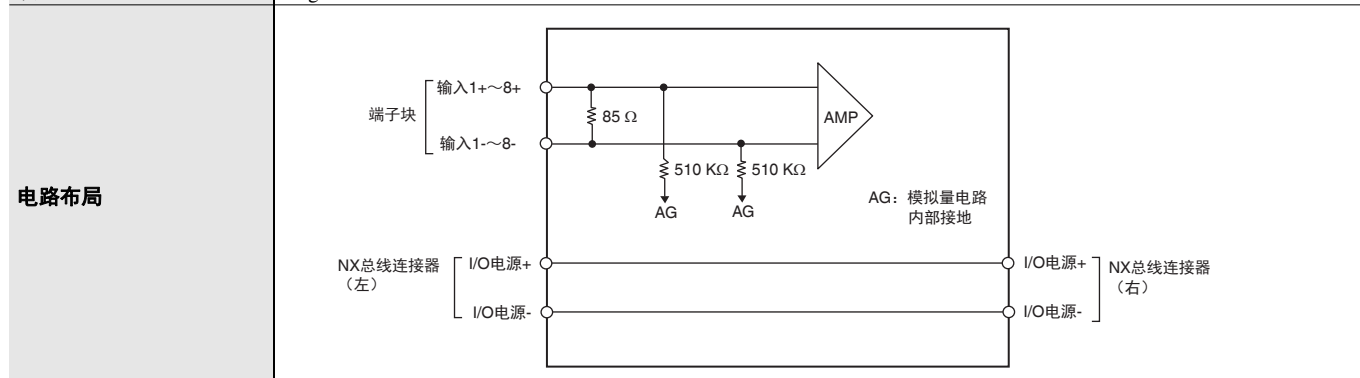 电路布局
端子块
输入1+～8+
输入1-～8-
85 Ω
510 KΩ
510 KΩ
AG
AG
AMP
AG：模拟量电路
内部接地
NX总线连接器
（左）
I/O电源+
I/O电源-
I/O电源+
I/O电源-
NX总线连接器
（右）